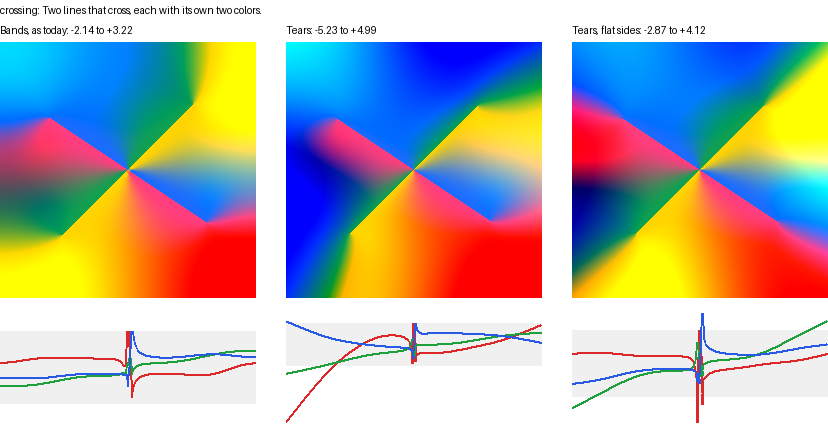 crossing: Two lines that cross, each with its own two colors.
Bands, as today: -2.14 to +3.22
Tears: -5.23 to +4.99
Tears, flat sides: -2.87 to +4.12